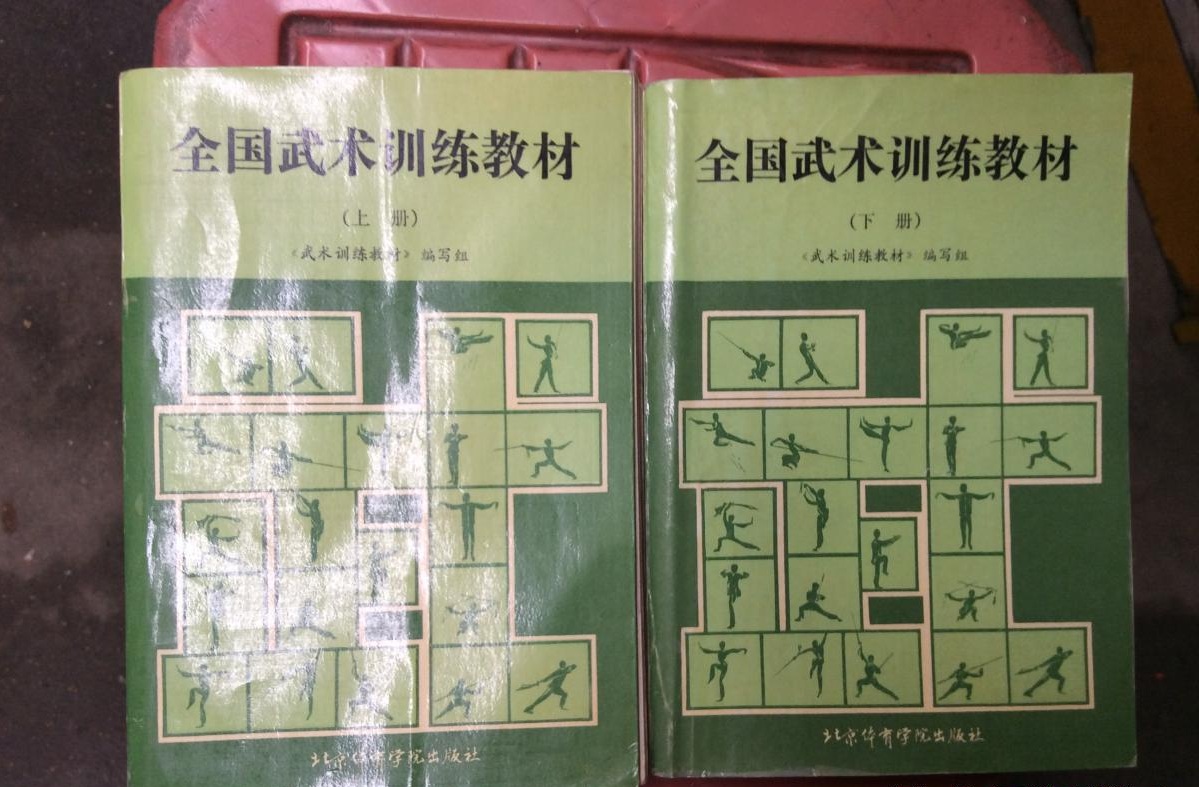 全国武术训练教材
（上 册）
《武术训练教材》 编写组
北京体育学院出版社
全国武术训练教材
（下 册）
《武术训练教材》 编写组
北京体育学院出版社